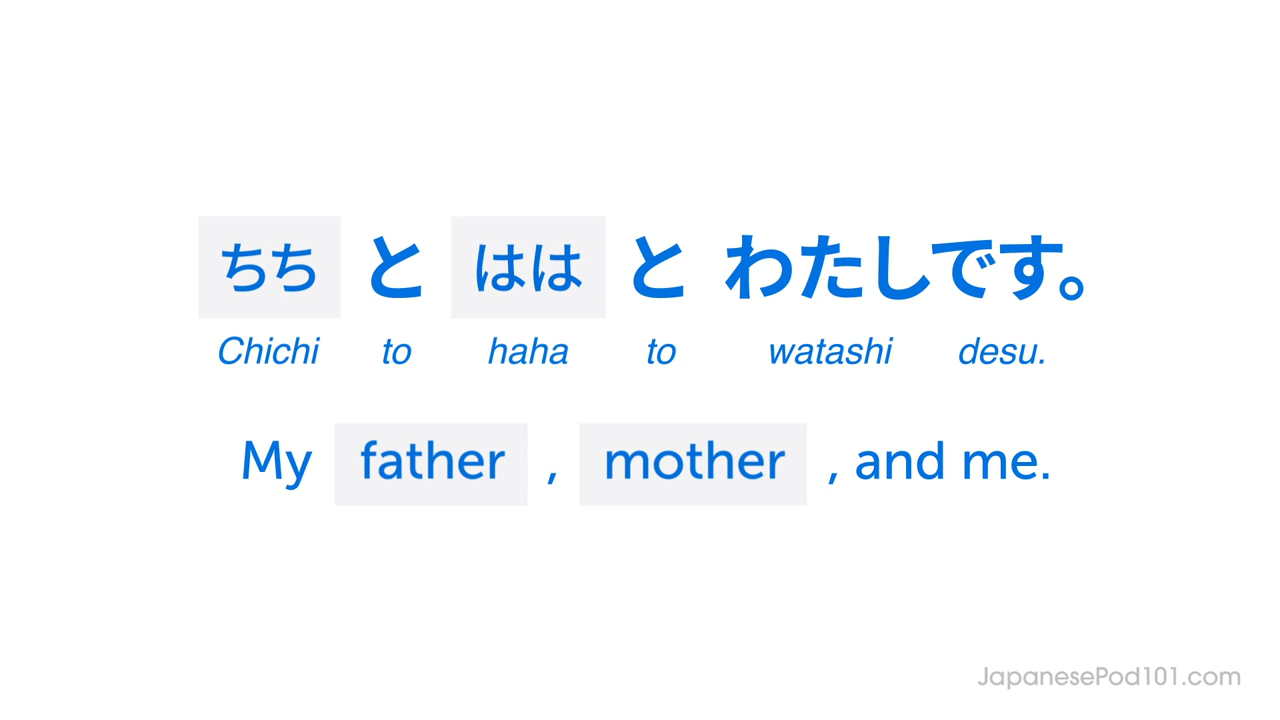 ちち と はは と わたしです。
Chichi to haha to watashi desu.
My father , mother , and me.
JapanesePod101.com